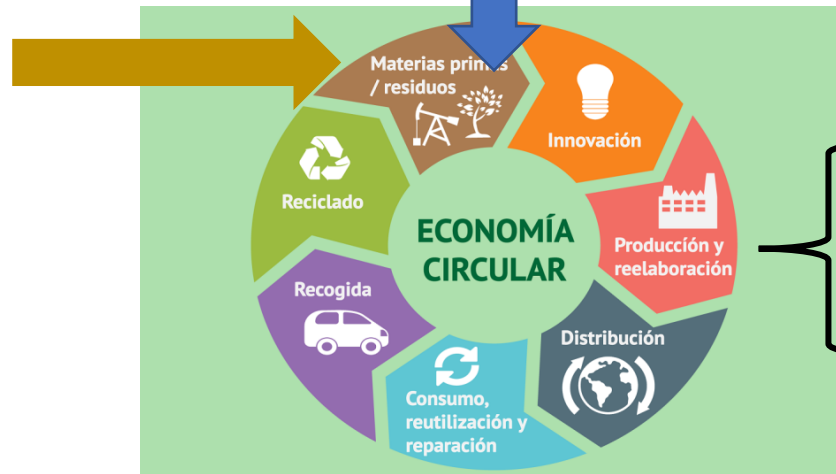 Materias primas
/ residuos
Innovación
Producción y
reelaboración
Distribución
Consumo,
reutilización y
reparación
Recogida
Reciclado
ECONOMÍA
CIRCULAR